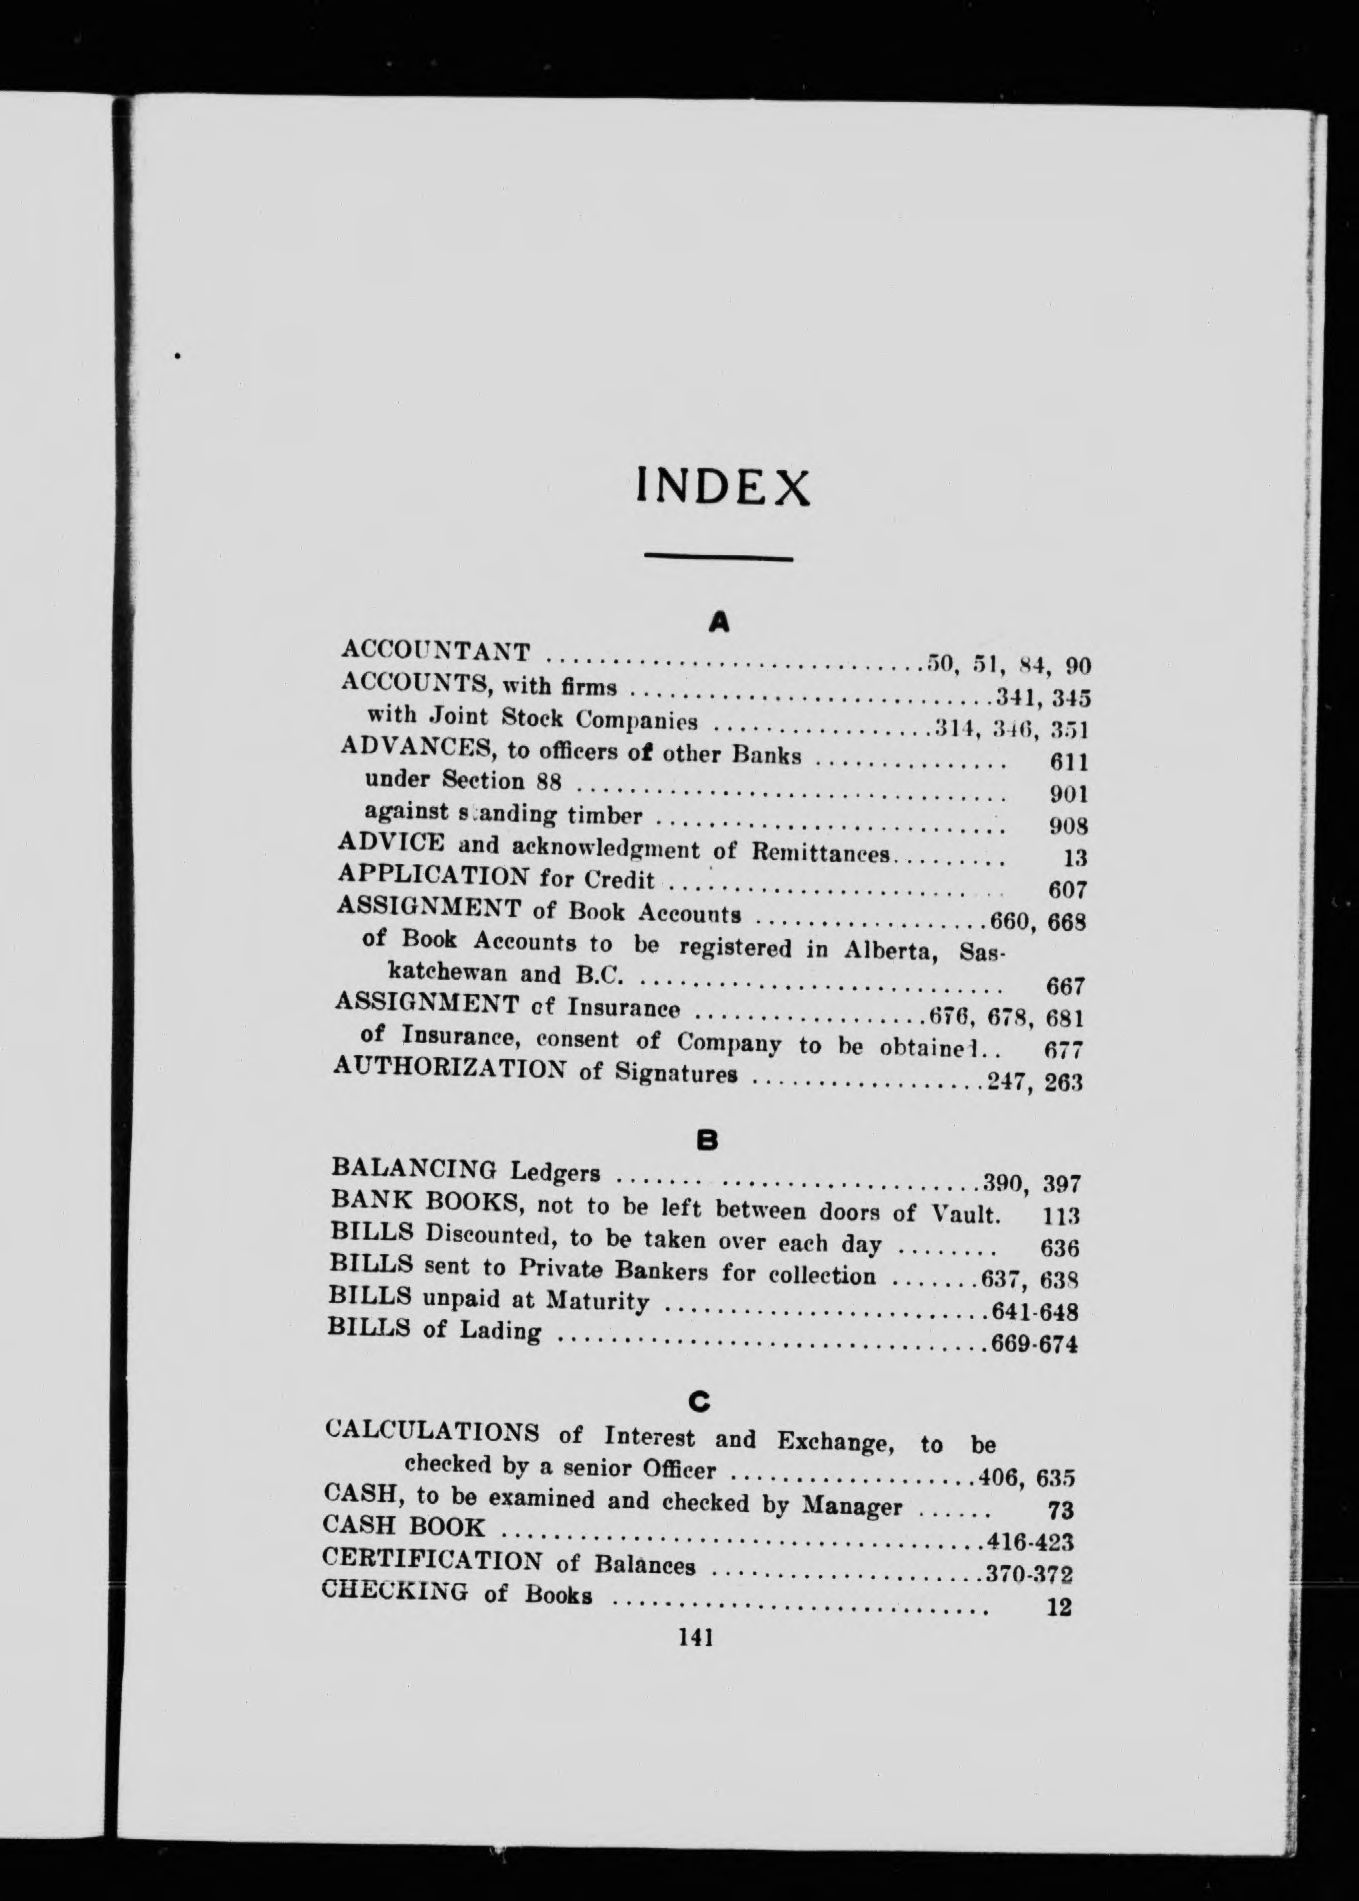 INDEX
A
ACCOUNTANT .............................50, 51, 84, 90
ACCOUNTS, with firms ............................341, 345
with Joint Stock Companies .................314, 346, 351
ADVANCES, to officers of other Banks ............... 611
under Section 88 ................................. 901
against standing timber ........................... 908
ADVICE and acknowledgment of Remittances......... 13
APPLICATION for Credit .......................... 607
ASSIGNMENT of Book Accounts ..................660, 668
of Book Accounts to be registered in Alberta, Sas-
katchewan and B.C. ............................ 667
ASSIGNMENT of Insurance ..................676, 678, 681
of Insurance, consent of Company to be obtained.. 677
AUTHORIZATION of Signatures ..................247, 263
B
BALANCING Ledgers ...........................390, 397
BANK BOOKS, not to be left between doors of Vault. 113
BILLS Discounted, to be taken over each day ........ 636
BILLS sent to Private Bankers for collection .......637, 638
BILLS unpaid at Maturity .........................641-648
BILLS of Lading .................................669-674
C
CALCULATIONS of Interest and Exchange, to be
checked by a senior Officer ...................406, 635
CASH, to be examined and checked by Manager ...... 73
CASH BOOK .....................................416-423
CERTIFICATION of Balances .....................370-372
CHECKING of Books ............................. 12
141